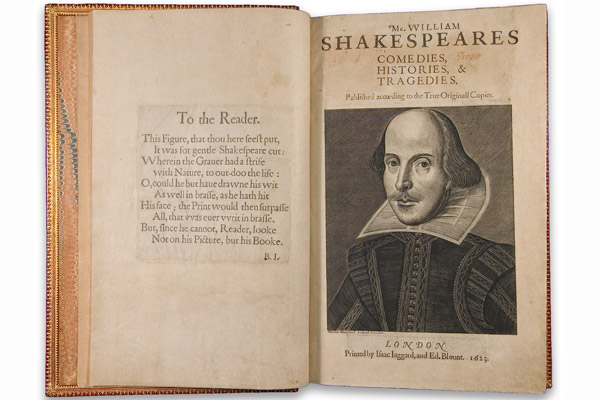 To the Reader.
This Figure, that thou here seest put,
It was for gentle Shakespeare cut:
Wherein the Grauer had a strife
with Nature, to out-doo the life:
O, could he but haue drawne his wit
As well in brasse, as he hath hit
His face, the Print would then surpasse
All, that vvas euer vvrit in brasse.
But, since he cannot, Reader, looke
Not on his Picture, but his Booke.
B. I.
Mr. WILLIAM
SHAKESPEARES
COMEDIES,
HISTORIES, &
TRAGEDIES.
Published according to the True Originall Copies.
LONDON
Printed by Isaac Iaggard, and Ed. Blount. 1623.